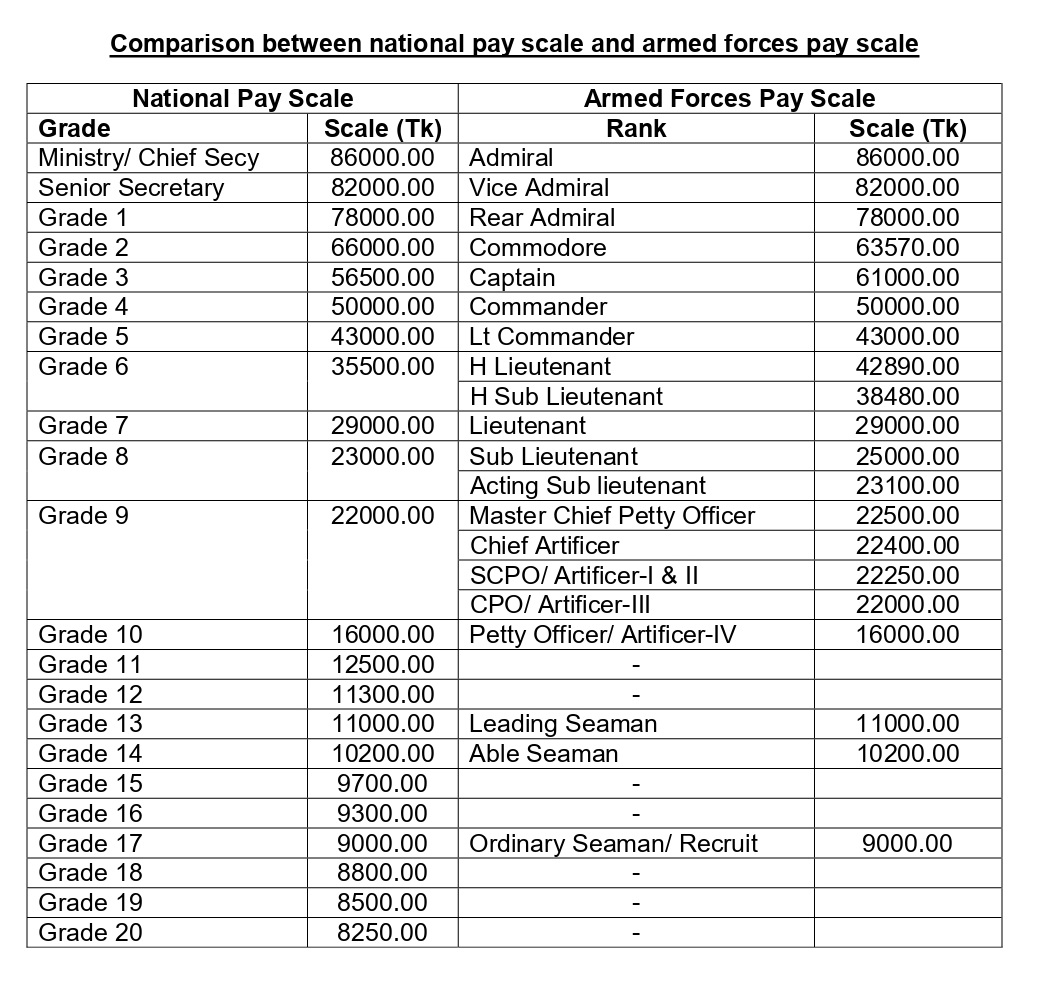 Comparison between national pay scale and armed forces pay scale
National Pay Scale Armed Forces Pay Scale
Grade Scale (Tk) Rank Scale (Tk)
Ministry/ Chief Secy 86000.00 Admiral 86000.00
Senior Secretary 82000.00 Vice Admiral 82000.00
Grade 1 78000.00 Rear Admiral 78000.00
Grade 2 66000.00 Commodore 63570.00
Grade 3 56500.00 Captain 61000.00
Grade 4 50000.00 Commander 50000.00
Grade 5 43000.00 Lt Commander 43000.00
Grade 6 35500.00 H Lieutenant 42890.00
H Sub Lieutenant 38480.00
Grade 7 29000.00 Lieutenant 29000.00
Grade 8 23000.00 Sub Lieutenant 25000.00
Acting Sub lieutenant 23100.00
Grade 9 22000.00 Master Chief Petty Officer 22500.00
Chief Artificer 22400.00
SCPO/ Artificer-I & II 22250.00
CPO/ Artificer-III 22000.00
Grade 10 16000.00 Petty Officer/ Artificer-IV 16000.00
Grade 11 12500.00 -
Grade 12 11300.00 -
Grade 13 11000.00 Leading Seaman 11000.00
Grade 14 10200.00 Able Seaman 10200.00
Grade 15 9700.00 -
Grade 16 9300.00 -
Grade 17 9000.00 Ordinary Seaman/ Recruit 9000.00
Grade 18 8800.00 -
Grade 19 8500.00 -
Grade 20 8250.00 -